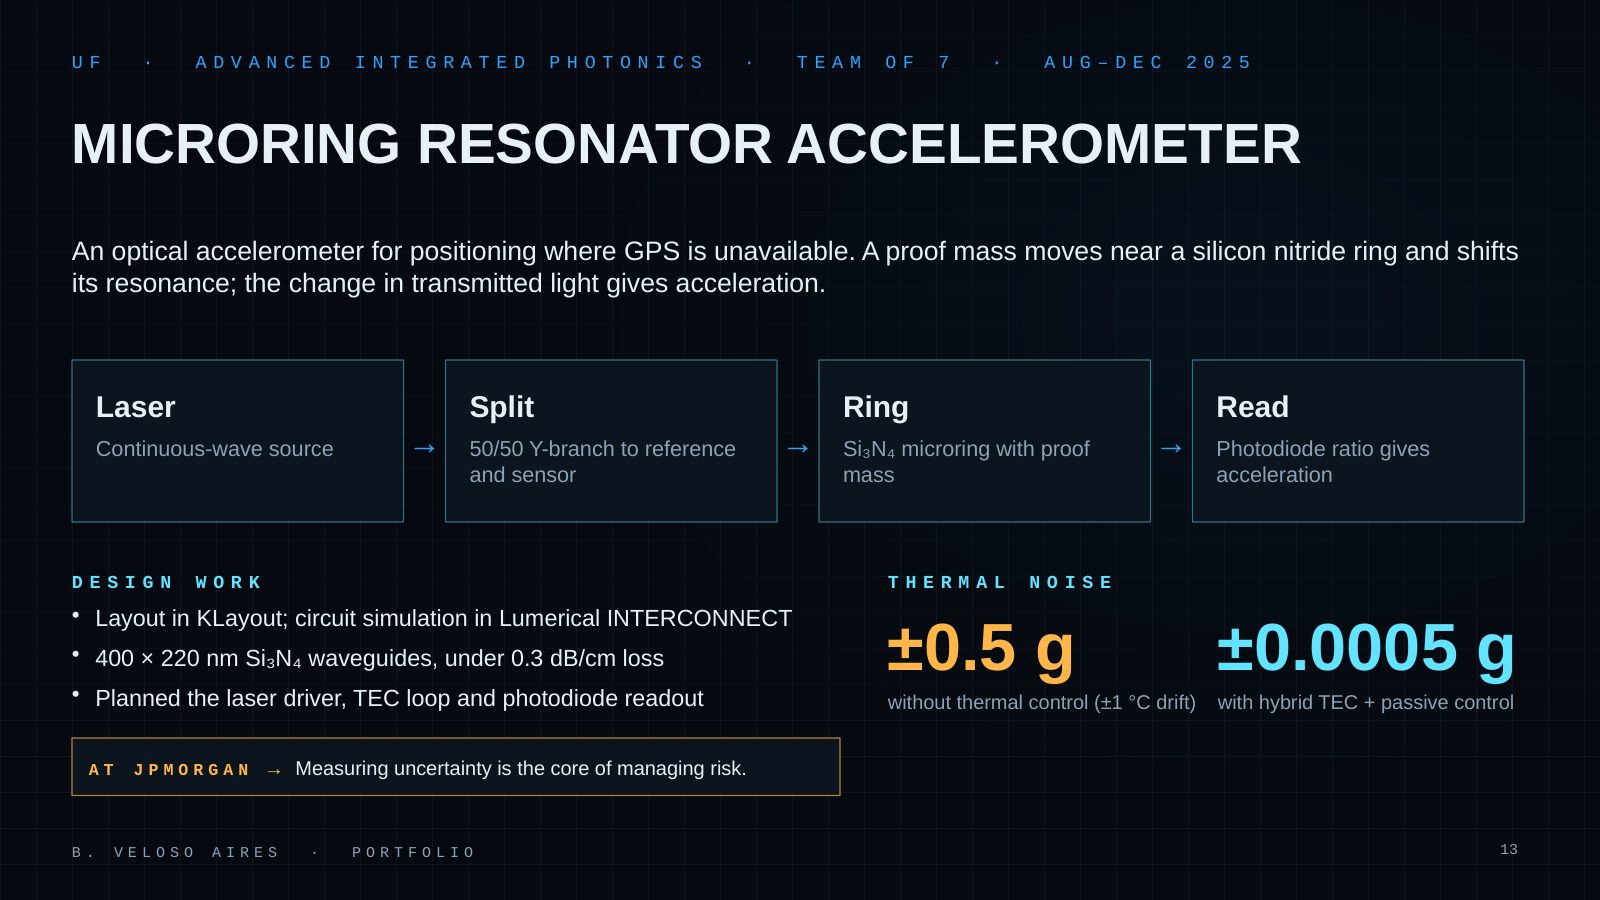 UF · ADVANCED INTEGRATED PHOTONICS · TEAM OF 7 · AUG–DEC 2025
MICRORING RESONATOR ACCELEROMETER
An optical accelerometer for positioning where GPS is unavailable. A proof mass moves near a silicon nitride ring and shifts
its resonance; the change in transmitted light gives acceleration.
Laser
Continuous-wave source
→
Split
50/50 Y-branch to reference
and sensor
→
Ring
Si₃N₄ microring with proof
mass
→
Read
Photodiode ratio gives
acceleration
DESIGN WORK
• Layout in KLayout; circuit simulation in Lumerical INTERCONNECT
• 400 × 220 nm Si₃N₄ waveguides, under 0.3 dB/cm loss
• Planned the laser driver, TEC loop and photodiode readout
THERMAL NOISE
±0.5 g
without thermal control (±1 °C drift)
±0.0005 g
with hybrid TEC + passive control
AT JPMORGAN → Measuring uncertainty is the core of managing risk.
B. VELOSO AIRES · PORTFOLIO
13